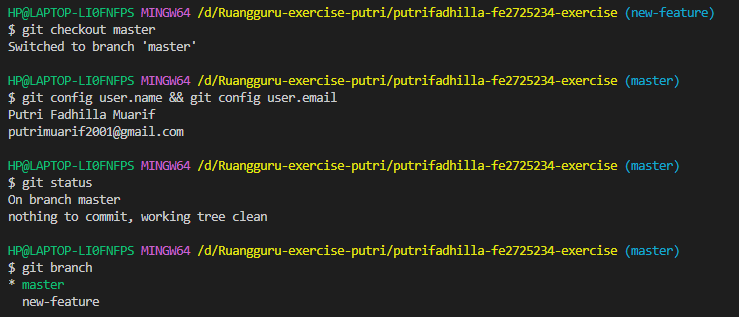 HP@LAPTOP-LI0FNFPS MINGW64 /d/Ruangguru-exercise-putri/putrifadhilla-fe2725234-exercise (new-feature)
$ git checkout master
Switched to branch 'master'
HP@LAPTOP-LI0FNFPS MINGW64 /d/Ruangguru-exercise-putri/putrifadhilla-fe2725234-exercise (master)
$ git config user.name && git config user.email
Putri Fadhilla Muarif
putrimuarif2001@gmail.com
HP@LAPTOP-LI0FNFPS MINGW64 /d/Ruangguru-exercise-putri/putrifadhilla-fe2725234-exercise (master)
$ git status
On branch master
nothing to commit, working tree clean
HP@LAPTOP-LI0FNFPS MINGW64 /d/Ruangguru-exercise-putri/putrifadhilla-fe2725234-exercise (master)
$ git branch
* master
  new-feature